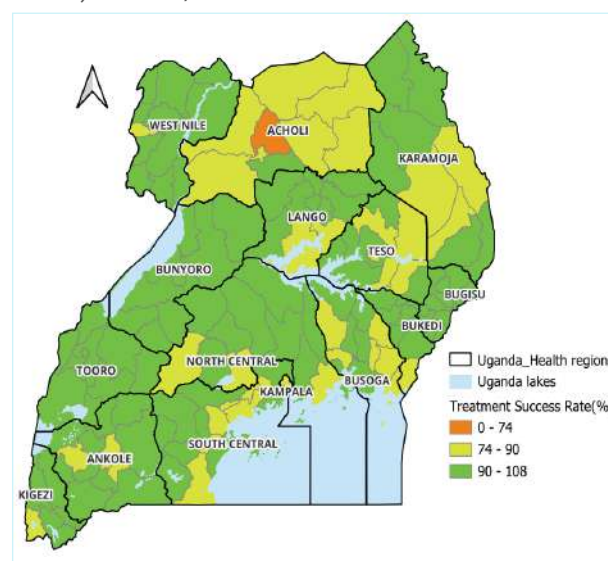 WEST NILE
ACHOLI
KARAMOJA
LANGO
TESO
BUNYORO
BUGISU
BUKEDI
TOORO
NORTH CENTRAL
KAMPALA
BUSOGA
SOUTH CENTRAL
ANKOLE
KIGEZI
Uganda_Health region
Uganda lakes
Treatment Success Rate(%
0 - 74
74 - 90
90 - 108